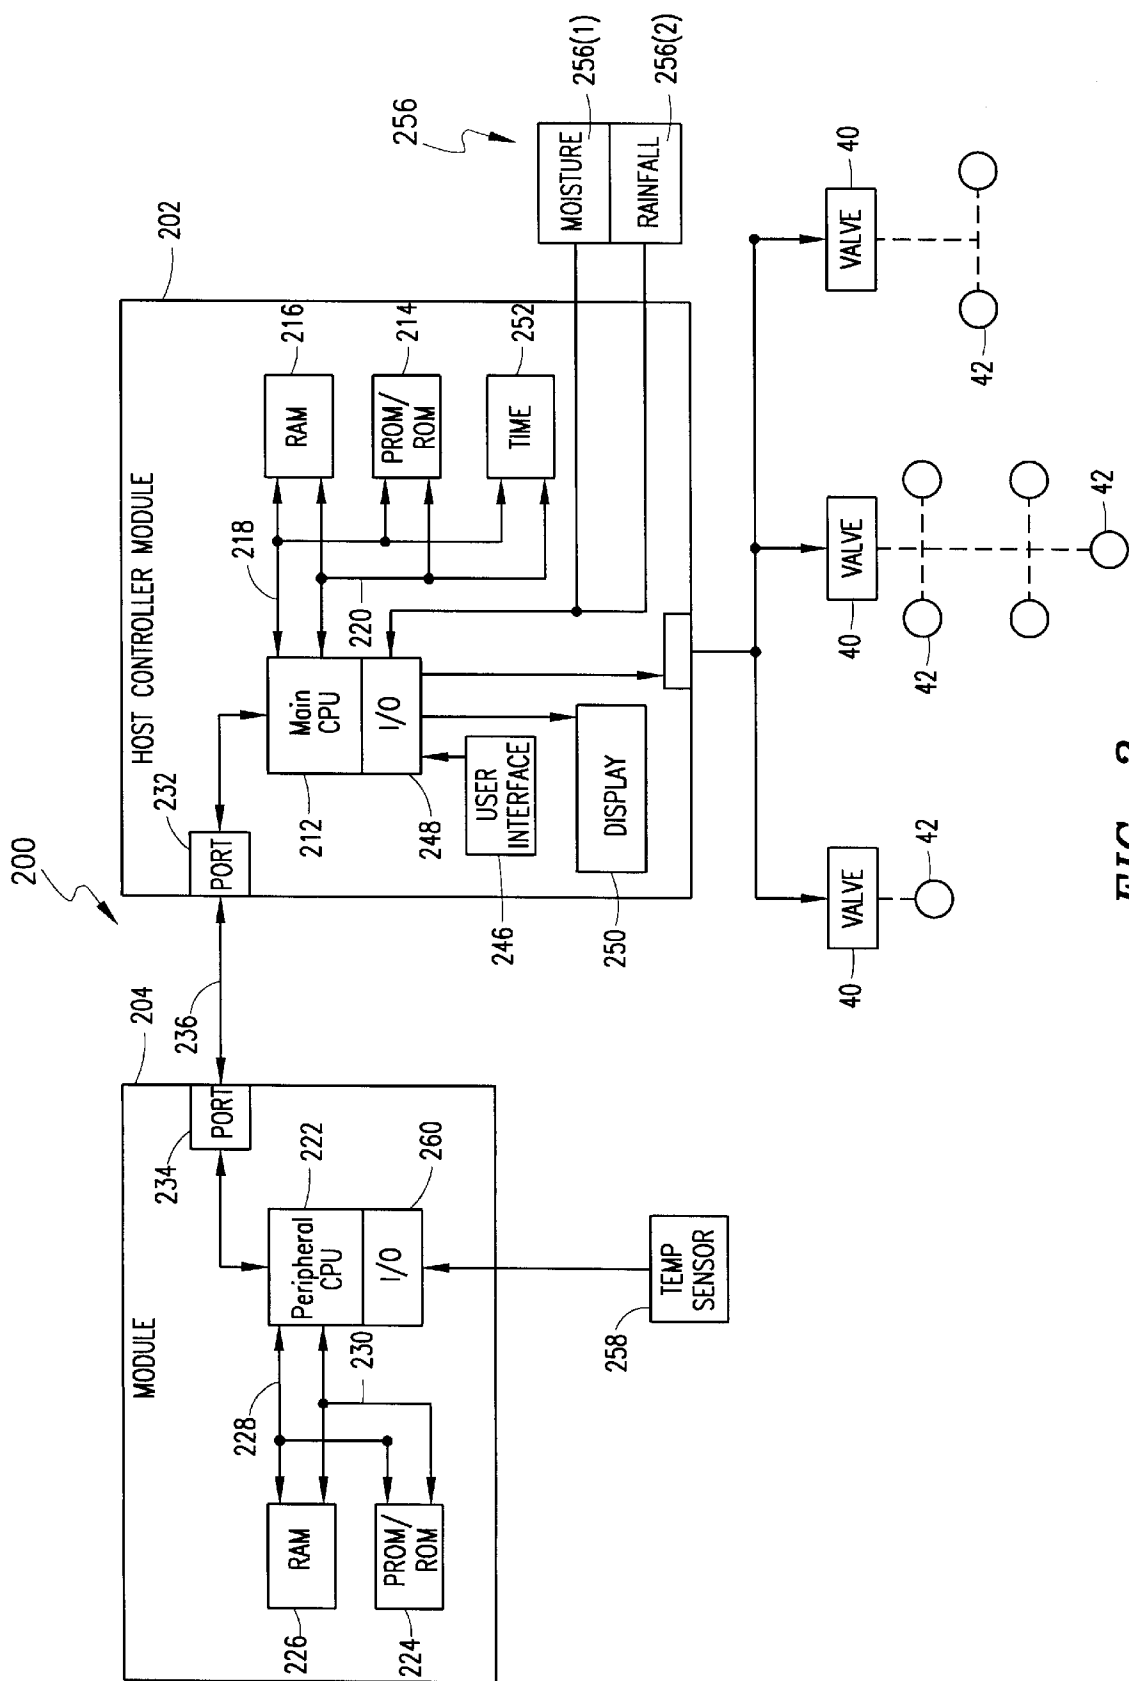 200
MODULE
204
234
PORT
236
Peripheral
CPU
222
I/O
260
228
230
RAM
226
PROM/
ROM
224
TEMP
SENSOR
258
HOST CONTROLLER MODULE
202
232
PORT
Main
CPU
212
I/O
248
218
220
RAM
216
PROM/
ROM
214
TIME
252
USER
INTERFACE
246
DISPLAY
250
256
MOISTURE
256(1)
RAINFALL
256(2)
VALVE
40
42
VALVE
40
42
42
VALVE
40
42
FIG.